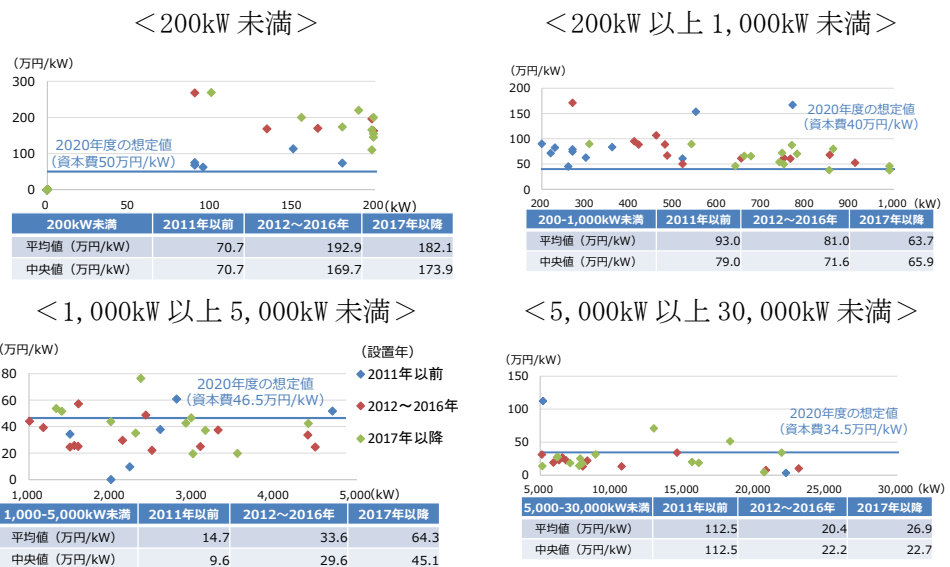 ＜200kW 未満＞
(万円/kW)
300
200
100
0
2020年度の想定値
（資本費50万円/kW）
0 50 100 150 200 (kW)
200kW未満 2011年以前 2012～2016年 2017年以降
平均値（万円/kW） 70.7 192.9 182.1
中央値（万円/kW） 70.7 169.7 173.9
＜200kW 以上 1,000kW 未満＞
(万円/kW)
200
150
100
50
0
2020年度の想定値
（資本費40万円/kW）
200 300 400 500 600 700 800 900 1,000 (kW)
200-1,000kW未満 2011年以前 2012～2016年 2017年以降
平均値（万円/kW） 93.0 81.0 63.7
中央値（万円/kW） 79.0 71.6 65.9
＜1,000kW 以上 5,000kW 未満＞
(万円/kW)
80
60
40
20
0
2020年度の想定値
（資本費46.5万円/kW）
（設置年）
2011年以前
2012～2016年
2017年以降
1,000 2,000 3,000 4,000 5,000(kW)
1,000-5,000kW未満 2011年以前 2012～2016年 2017年以降
平均値（万円/kW） 14.7 33.6 64.3
中央値（万円/kW） 9.6 29.6 45.1
＜5,000kW 以上 30,000kW 未満＞
(万円/kW)
150
100
50
0
2020年度の想定値
（資本費34.5万円/kW）
5,000 10,000 15,000 20,000 25,000 30,000 (kW)
5,000-30,000kW未満 2011年以前 2012～2016年 2017年以降
平均値（万円/kW） 112.5 20.4 26.9
中央値（万円/kW） 112.5 22.2 22.7